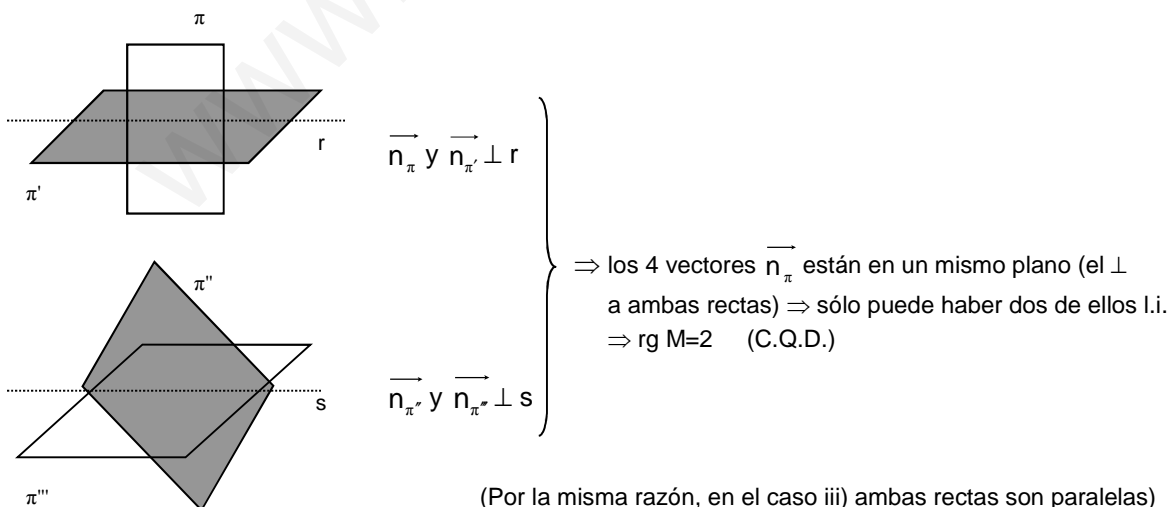 π
r
π'
n_π y n_π' ⊥ r
⇒ los 4 vectores n_π están en un mismo plano (el ⊥
a ambas rectas) ⇒ sólo puede haber dos de ellos l.i.
⇒ rg M=2 (C.Q.D.)
π''
s
n_π'' y n_π''' ⊥ s
π'''
(Por la misma razón, en el caso iii) ambas rectas son paralelas)